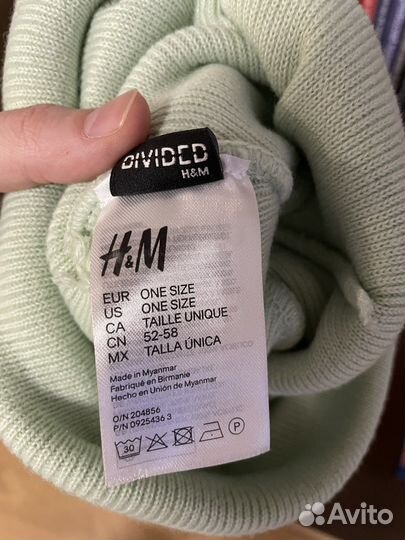 DIVIDED
H&M
H&M
EUR ONE SIZE
US ONE SIZE
CA TAILLE UNIQUE
CN 52-58
MX TALLA ÚNICA
Made in Myanmar
Fabriqué en Birmanie
Hecho en Unión de Myanmar
O/N 204856
P/N 0925436 3
30 P
Avito